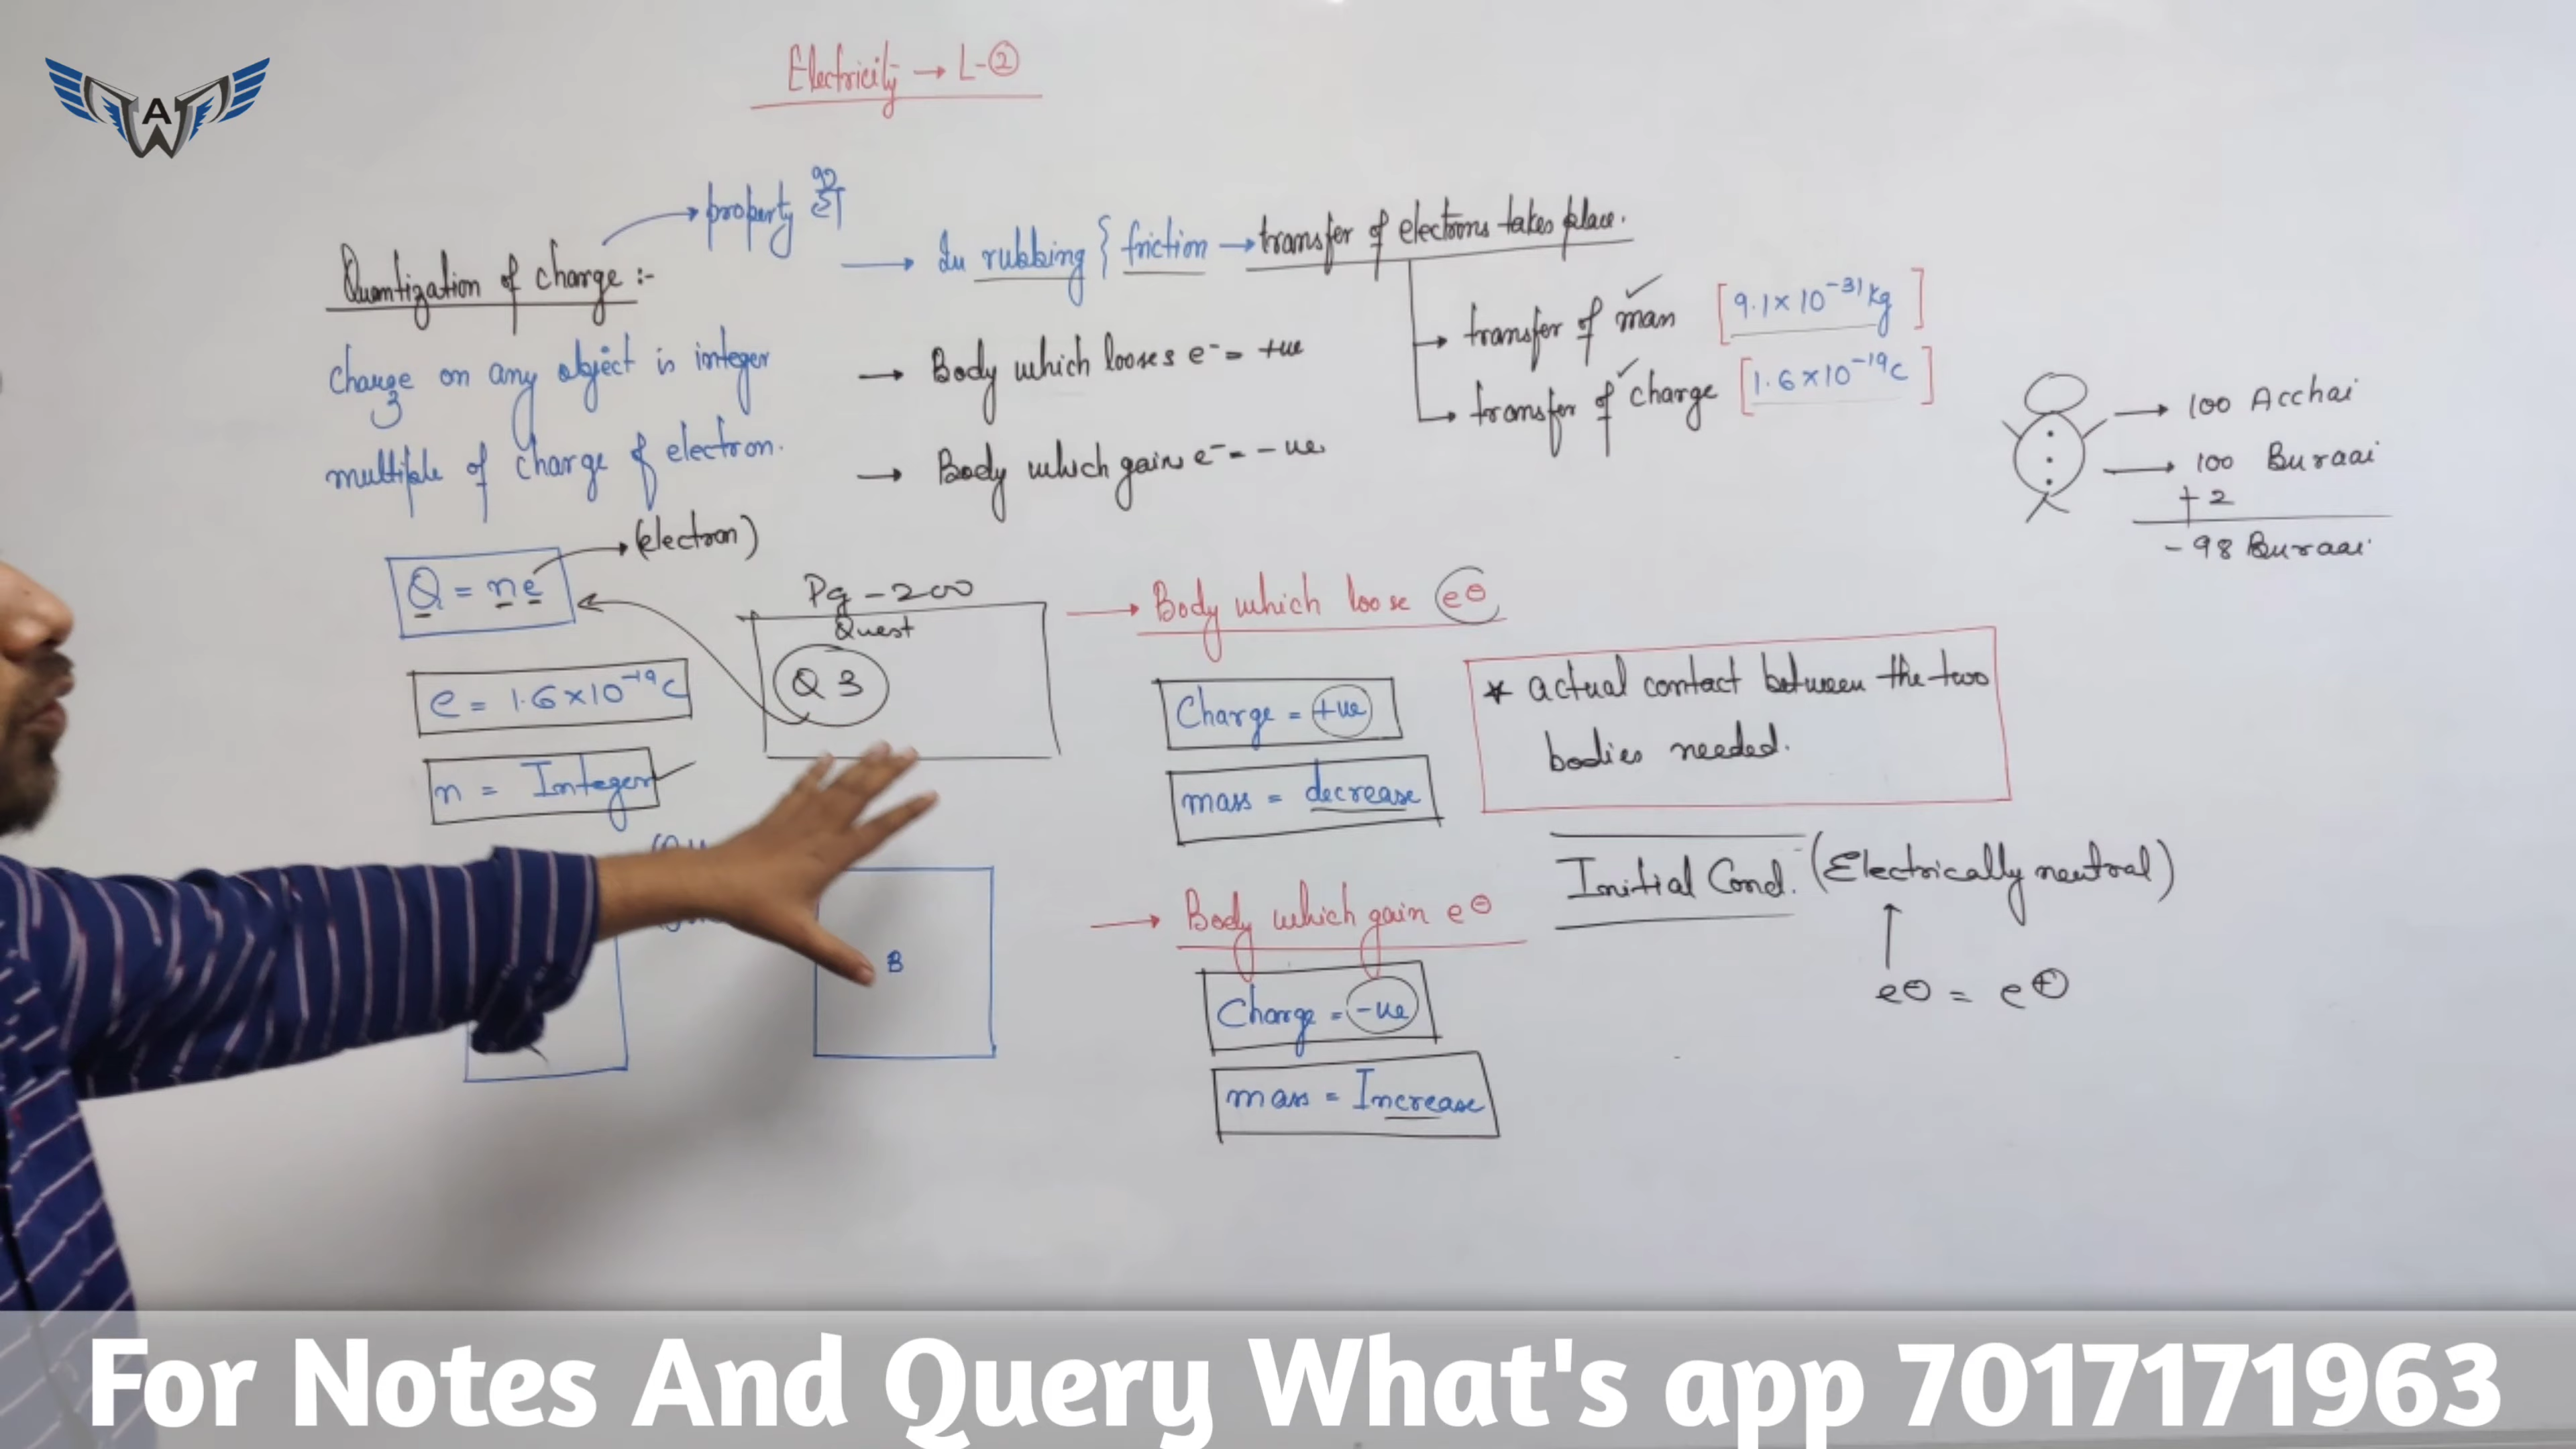 A
W
Electricity → L-②
Quantization of charge :-
→ property है
charge on any object is integer
multiple of charge of electron.
Q = ne → (electron)
e = 1.6×10⁻¹⁹C
n = Integer
Pg - 200
Quest
Q 3
B
→ In rubbing } friction → transfer of electrons takes place.
→ transfer of mass ✓ [9.1×10⁻³¹kg]
→ transfer of charge ✓ [1.6×10⁻¹⁹c]
→ Body which looses e⁻ = +ve
→ Body which gain e⁻ = -ve
→ 100 Acchai
→ 100 Buraai
+ 2
- 98 Buraai
→ Body which loose e⊖
Charge = +ve
mass = decrease
* actual contact between the two
bodies needed.
→ Body which gain e⊖
Charge = -ve
mass = Increase
Initial Cond. (Electrically neutral)
↑
e⊖ = e⊕
For Notes And Query What's app 7017171963